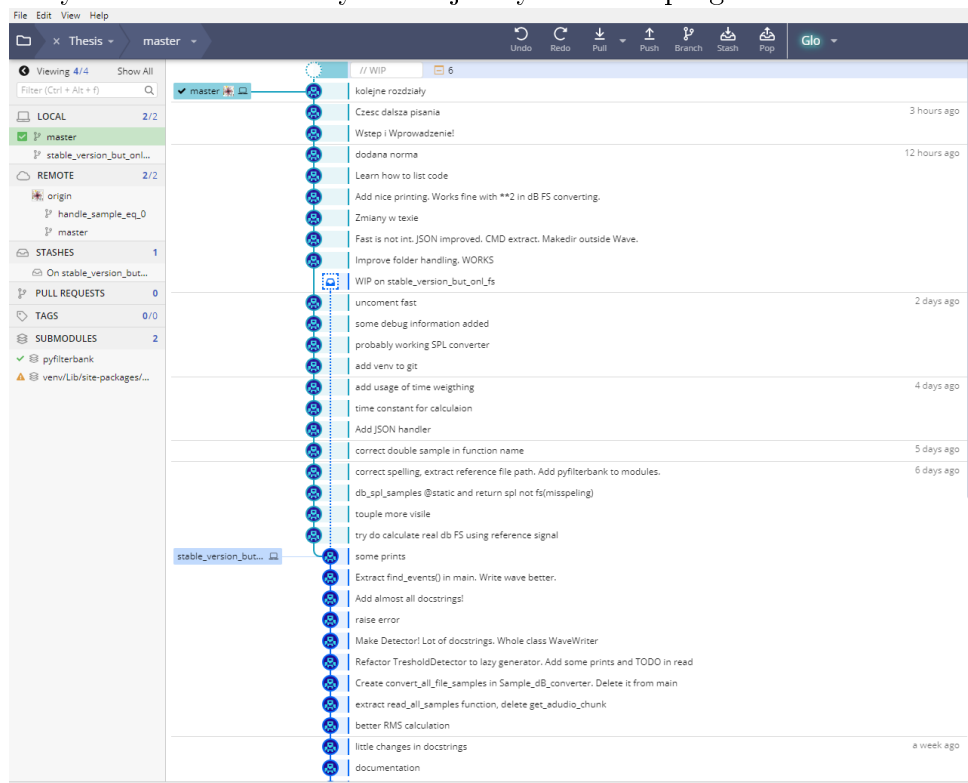 File Edit View Help
× Thesis master
Undo Redo Pull Push Branch Stash Pop Glo
Viewing 4/4 Show All
Filter (Ctrl + Alt + f)
LOCAL 2/2
master
stable_version_but_onl...
REMOTE 2/2
origin
handle_sample_eq_0
master
STASHES 1
On stable_version_but...
PULL REQUESTS 0
TAGS 0/0
SUBMODULES 2
pyfilterbank
venv/Lib/site-packages/...
// WIP 6
master kolejne rozdziały
Czesc dalsza pisania 3 hours ago
Wstep i Wprowadzenie!
dodana norma 12 hours ago
Learn how to list code
Add nice printing. Works fine with **2 in dB FS converting.
Zmiany w texie
Fast is not int. JSON improved. CMD extract. Makedir outside Wave.
Improve folder handling. WORKS
WIP on stable_version_but_onl_fs
uncoment fast 2 days ago
some debug information added
probably working SPL converter
add venv to git
add usage of time weigthing 4 days ago
time constant for calculaion
Add JSON handler
correct double sample in function name 5 days ago
correct spelling, extract reference file path. Add pyfilterbank to modules. 6 days ago
db_spl_samples @static and return spl not fs(misspeling)
touple more visile
try do calculate real db FS using reference signal
stable_version_but... some prints
Extract find_events() in main. Write wave better.
Add almost all docstrings!
raise error
Make Detector! Lot of docstrings. Whole class WaveWriter
Refactor TresholdDetector to lazy generator. Add some prints and TODO in read
Create convert_all_file_samples in Sample_dB_converter. Delete it from main
extract read_all_samples function, delete get_adudio_chunk
better RMS calculation
little changes in docstrings a week ago
documentation